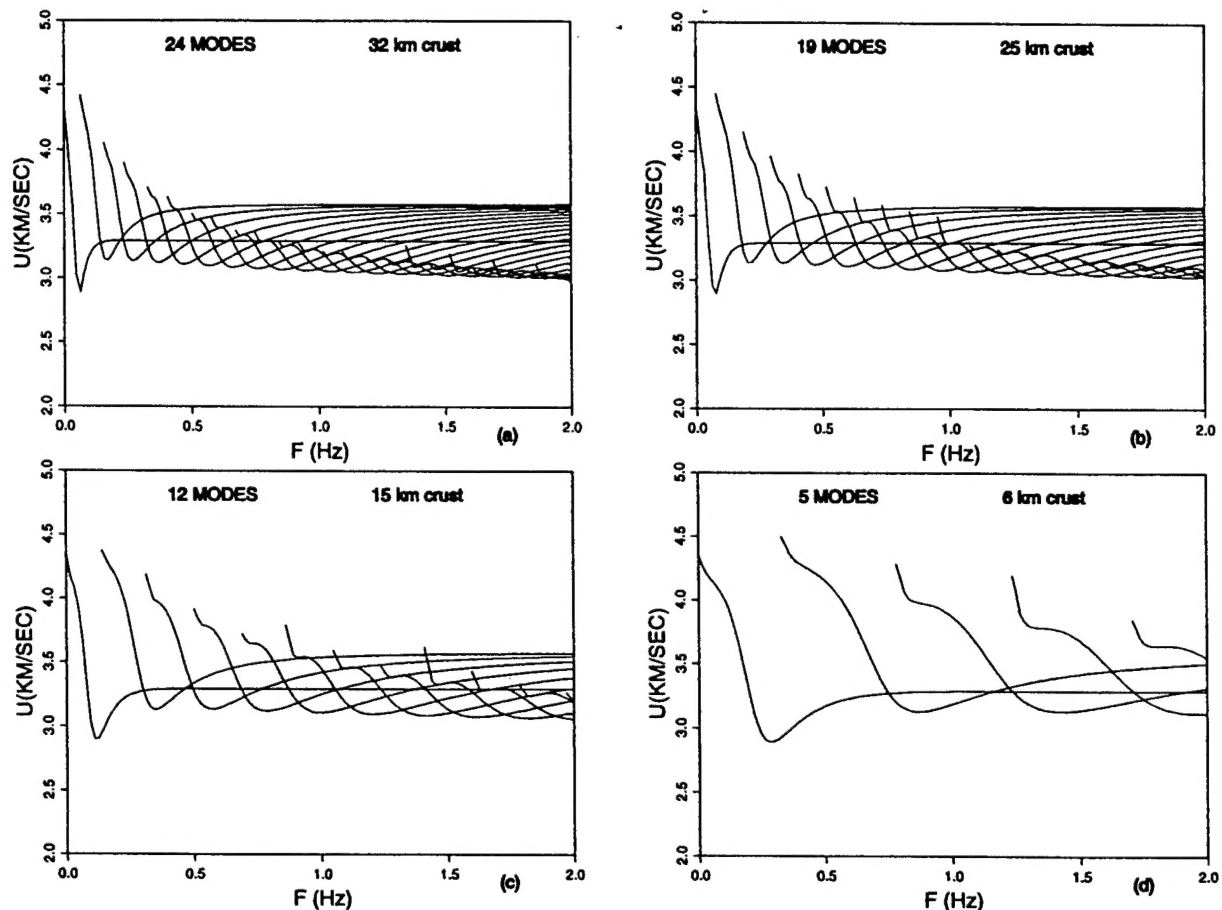 24 MODES 32 km crust
U(KM/SEC)
5.0
4.5
4.0
3.5
3.0
2.5
2.0
0.0 0.5 1.0 1.5 2.0
F (Hz)
(a)
19 MODES 25 km crust
U(KM/SEC)
5.0
4.5
4.0
3.5
3.0
2.5
2.0
0.0 0.5 1.0 1.5 2.0
F (Hz)
(b)
12 MODES 15 km crust
U(KM/SEC)
5.0
4.5
4.0
3.5
3.0
2.5
2.0
0.0 0.5 1.0 1.5 2.0
F (Hz)
(c)
5 MODES 6 km crust
U(KM/SEC)
5.0
4.5
4.0
3.5
3.0
2.5
2.0
0.0 0.5 1.0 1.5 2.0
F (Hz)
(d)